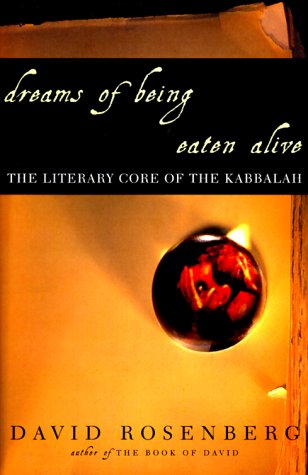 dreams of being
eaten alive
THE LITERARY CORE OF THE KABBALAH
DAVID ROSENBERG
author of THE BOOK OF DAVID